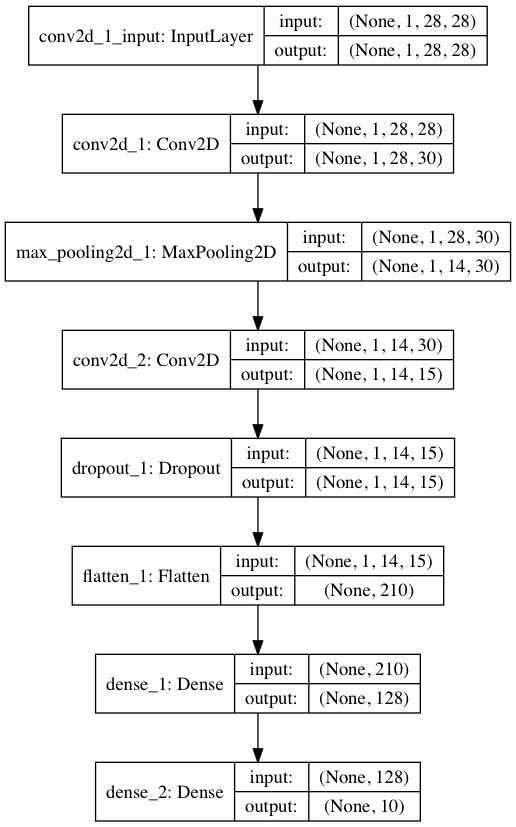 conv2d_1_input: InputLayer
input: (None, 1, 28, 28)
output: (None, 1, 28, 28)
conv2d_1: Conv2D
input: (None, 1, 28, 28)
output: (None, 1, 28, 30)
max_pooling2d_1: MaxPooling2D
input: (None, 1, 28, 30)
output: (None, 1, 14, 30)
conv2d_2: Conv2D
input: (None, 1, 14, 30)
output: (None, 1, 14, 15)
dropout_1: Dropout
input: (None, 1, 14, 15)
output: (None, 1, 14, 15)
flatten_1: Flatten
input: (None, 1, 14, 15)
output: (None, 210)
dense_1: Dense
input: (None, 210)
output: (None, 128)
dense_2: Dense
input: (None, 128)
output: (None, 10)